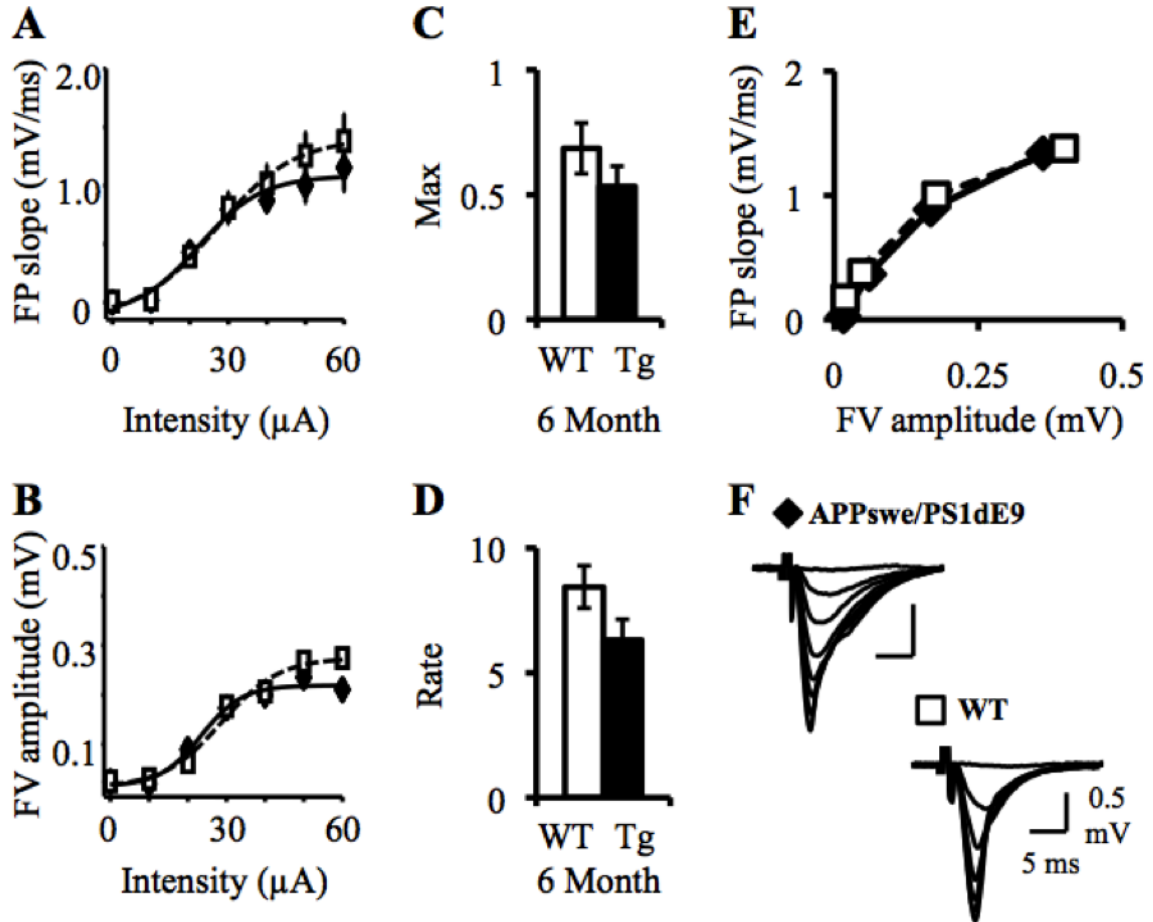 A
FP slope (mV/ms)
2.0
1.0
0
0 30 60
Intensity (µA)
B
FV amplitude (mV)
0.5
0.3
0.1
0 30 60
Intensity (µA)
C
Max
1
0.5
0
WT Tg
6 Month
D
Rate
10
5
0
WT Tg
6 Month
E
FP slope (mV/ms)
2
1
0
0 0.25 0.5
FV amplitude (mV)
F
APPswe/PS1dE9
WT
0.5
mV
5 ms